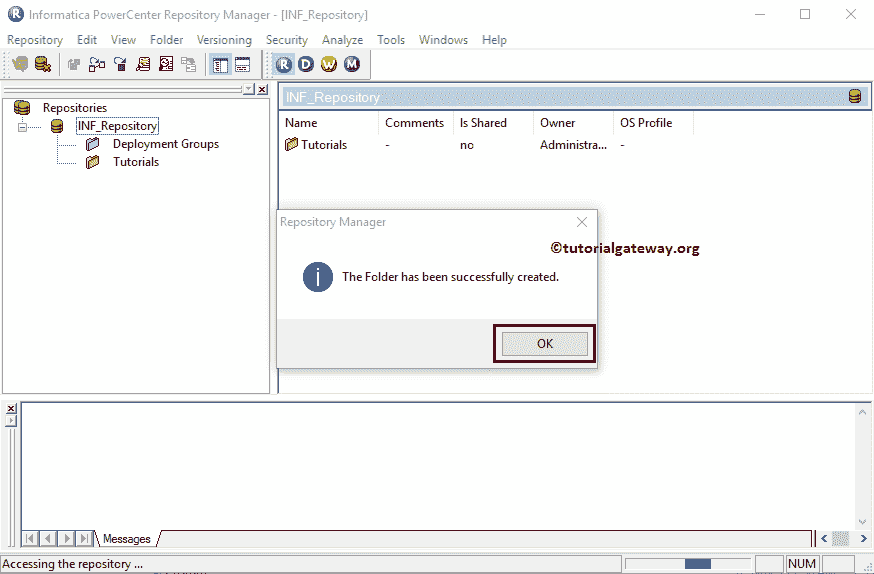 Informatica PowerCenter Repository Manager - [INF_Repository]
Repository Edit View Folder Versioning Security Analyze Tools Windows Help
R D W M
Repositories
INF_Repository
Deployment Groups
Tutorials
INF_Repository
Name Comments Is Shared Owner OS Profile
Tutorials - no Administra... -
Repository Manager
©tutorialgateway.org
The Folder has been successfully created.
OK
Messages
Accessing the repository ... NUM